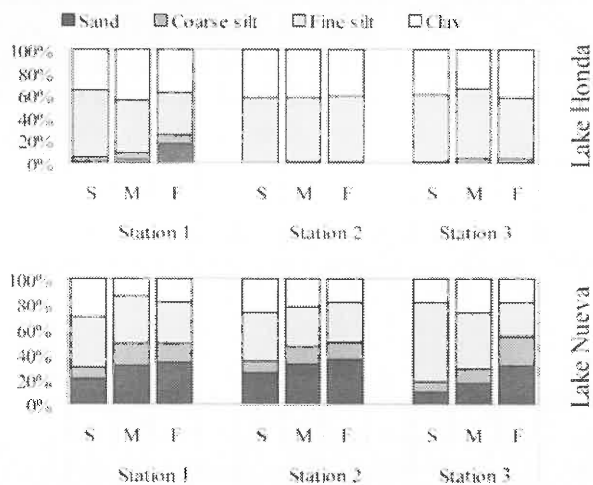 Sand Coarse silt Fine silt Clay
100%
80%
60%
40%
20%
0%
S M F S M F S M F
Station 1 Station 2 Station 3
Lake Honda
100%
80%
60%
40%
20%
0%
S M F S M F S M F
Station 1 Station 2 Station 3
Lake Nueva